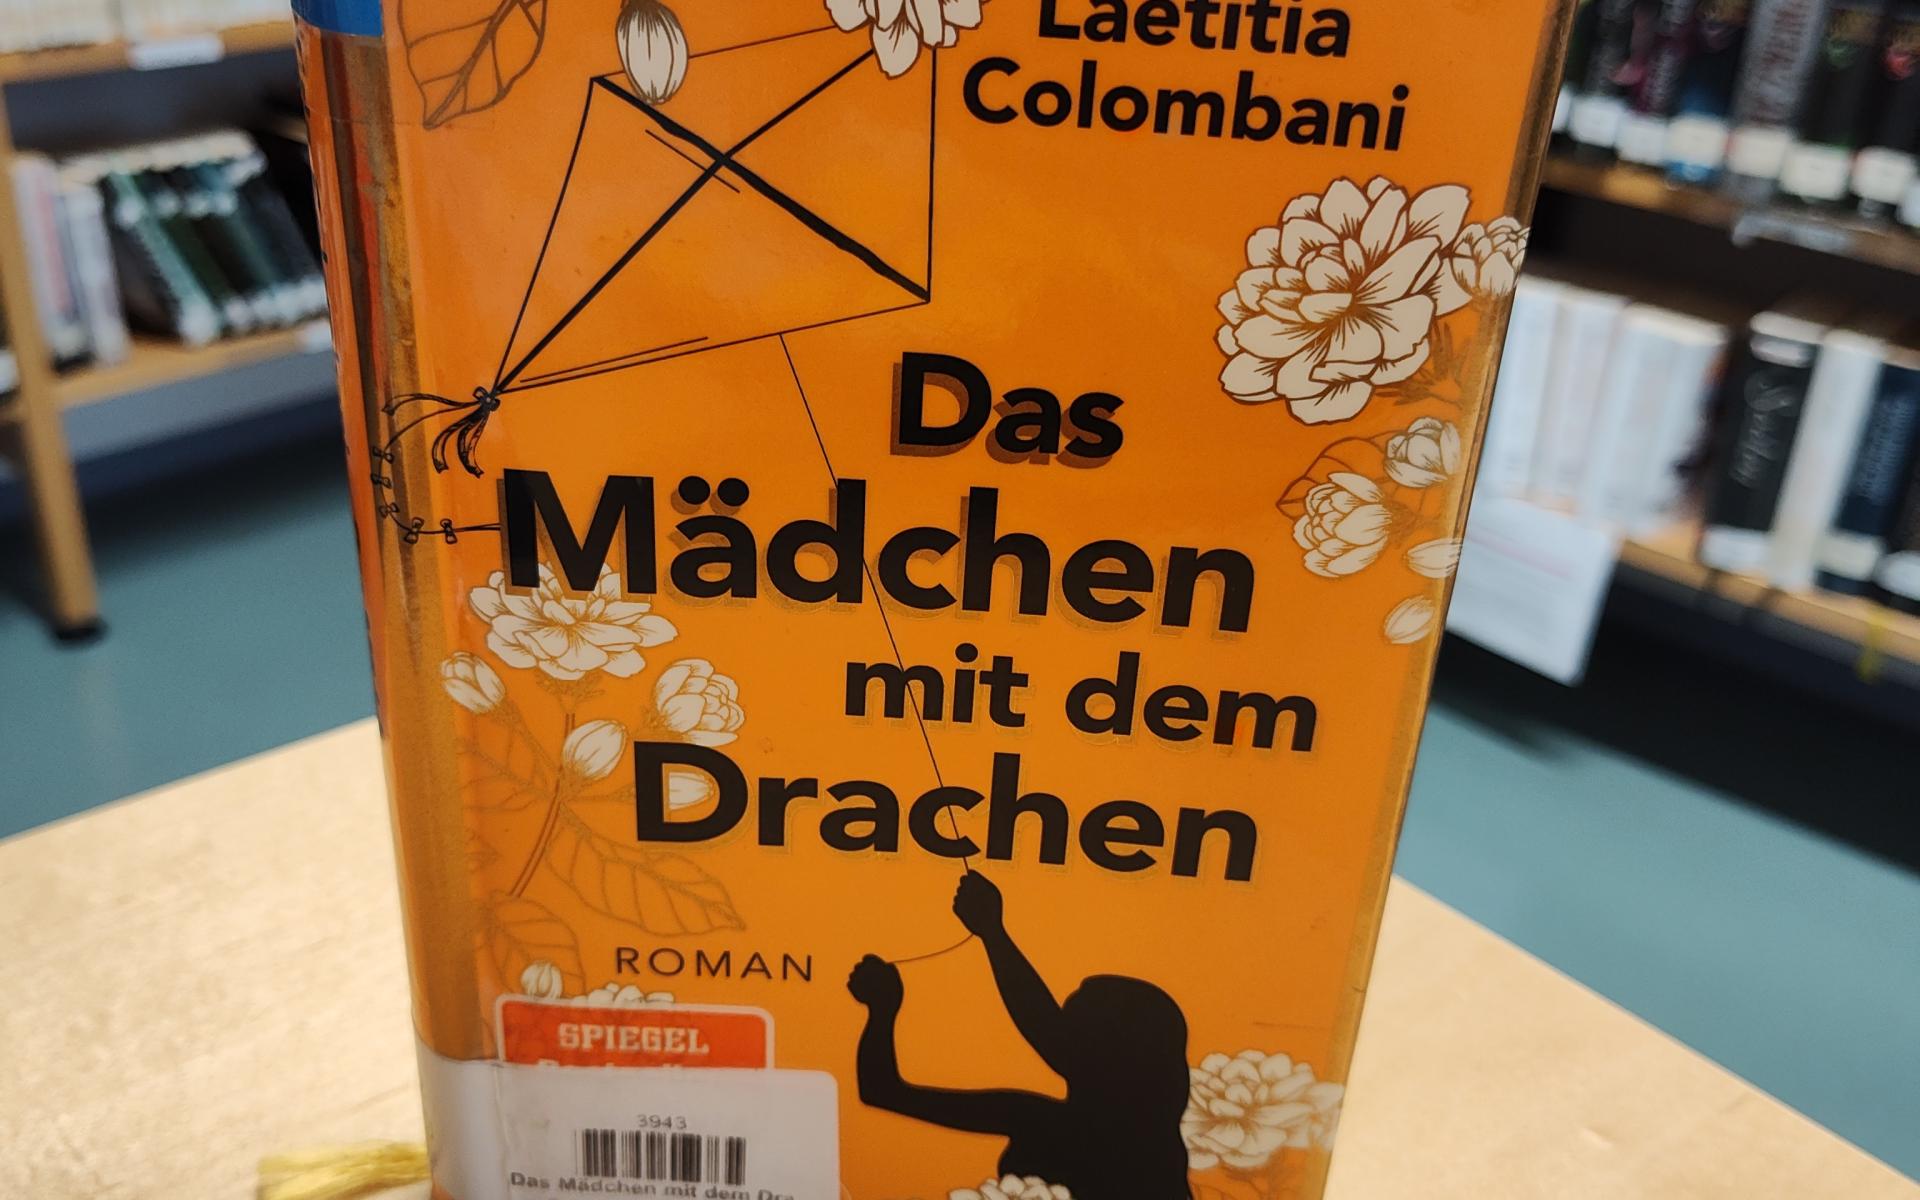 Laetitia
Colombani
Das
Mädchen
mit dem
Drachen
ROMAN
SPIEGEL
3943
Das Mädchen mit dem Dra